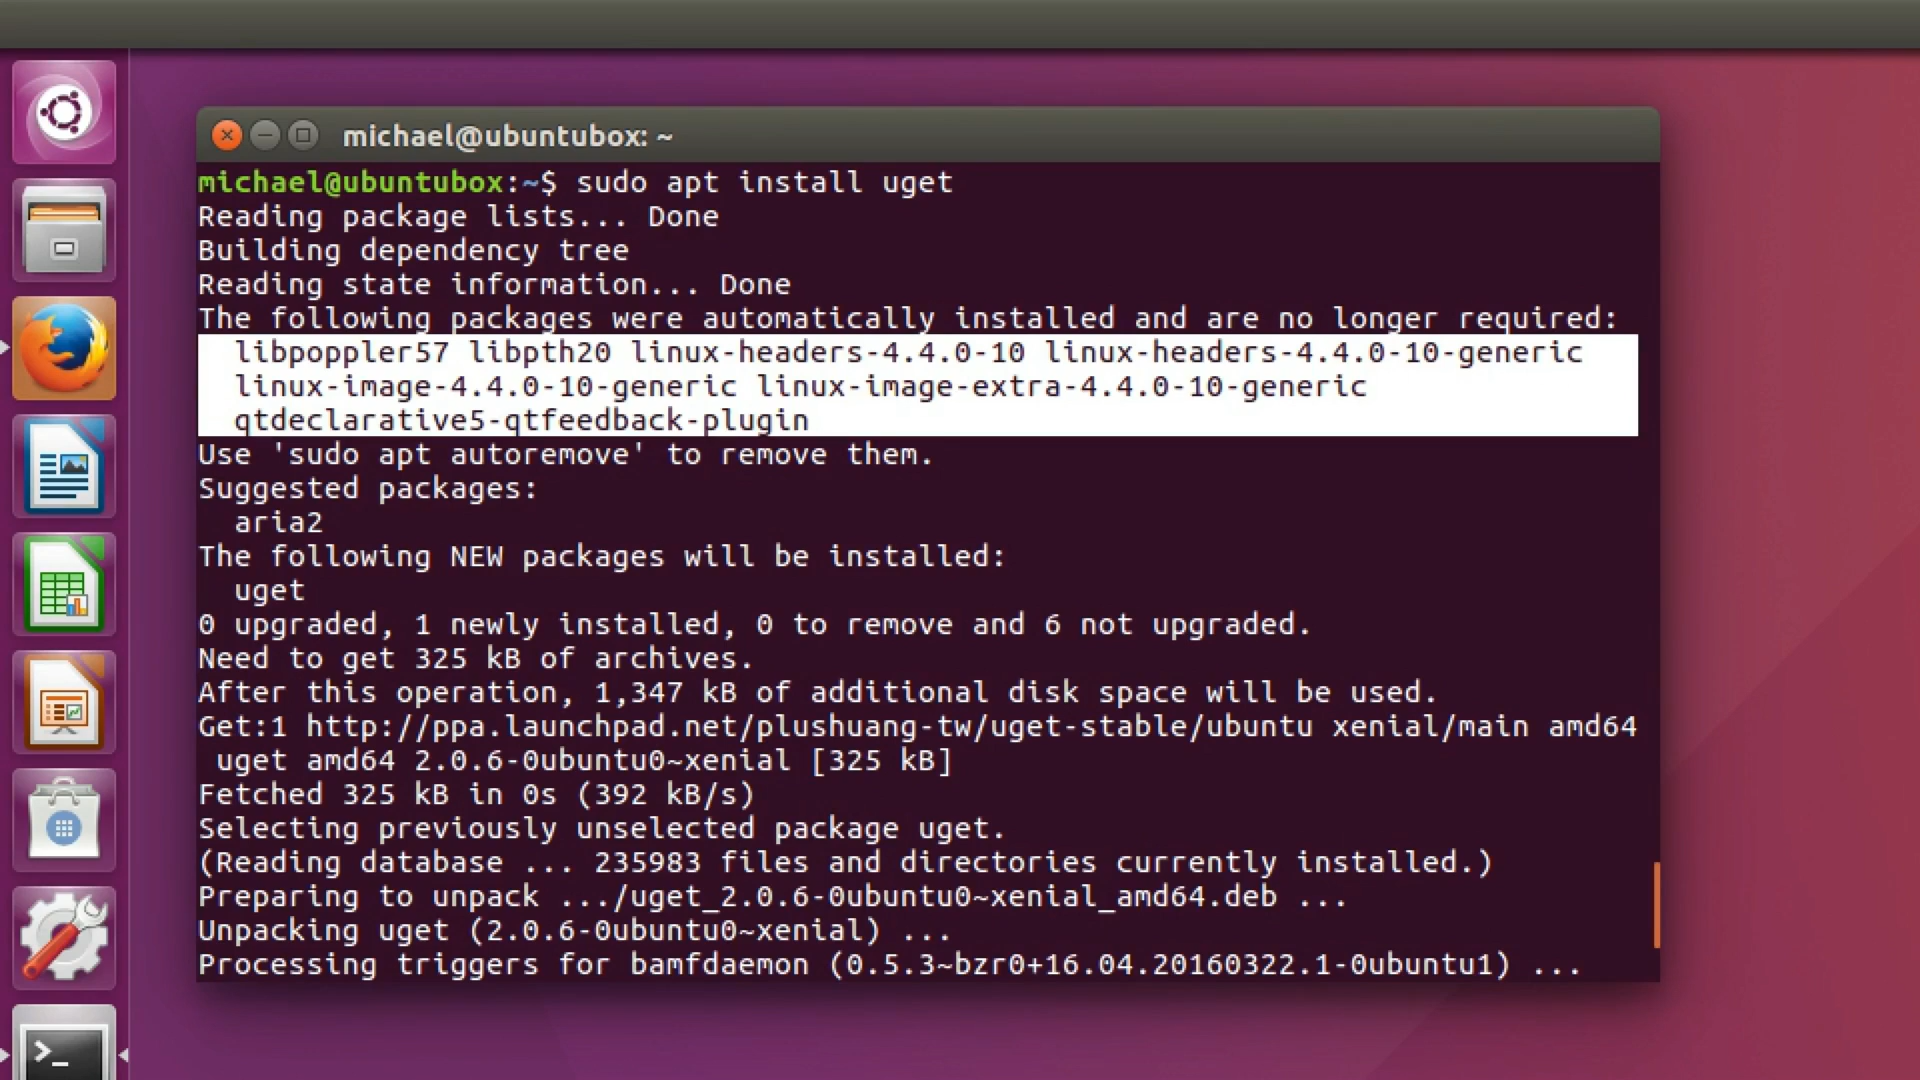 michael@ubuntubox: ~
michael@ubuntubox:~$ sudo apt install uget
Reading package lists... Done
Building dependency tree
Reading state information... Done
The following packages were automatically installed and are no longer required:
  libpoppler57 libpth20 linux-headers-4.4.0-10 linux-headers-4.4.0-10-generic
  linux-image-4.4.0-10-generic linux-image-extra-4.4.0-10-generic
  qtdeclarative5-qtfeedback-plugin
Use 'sudo apt autoremove' to remove them.
Suggested packages:
  aria2
The following NEW packages will be installed:
  uget
0 upgraded, 1 newly installed, 0 to remove and 6 not upgraded.
Need to get 325 kB of archives.
After this operation, 1,347 kB of additional disk space will be used.
Get:1 http://ppa.launchpad.net/plushuang-tw/uget-stable/ubuntu xenial/main amd64
 uget amd64 2.0.6-0ubuntu0~xenial [325 kB]
Fetched 325 kB in 0s (392 kB/s)
Selecting previously unselected package uget.
(Reading database ... 235983 files and directories currently installed.)
Preparing to unpack .../uget_2.0.6-0ubuntu0~xenial_amd64.deb ...
Unpacking uget (2.0.6-0ubuntu0~xenial) ...
Processing triggers for bamfdaemon (0.5.3~bzr0+16.04.20160322.1-0ubuntu1) ...
>_